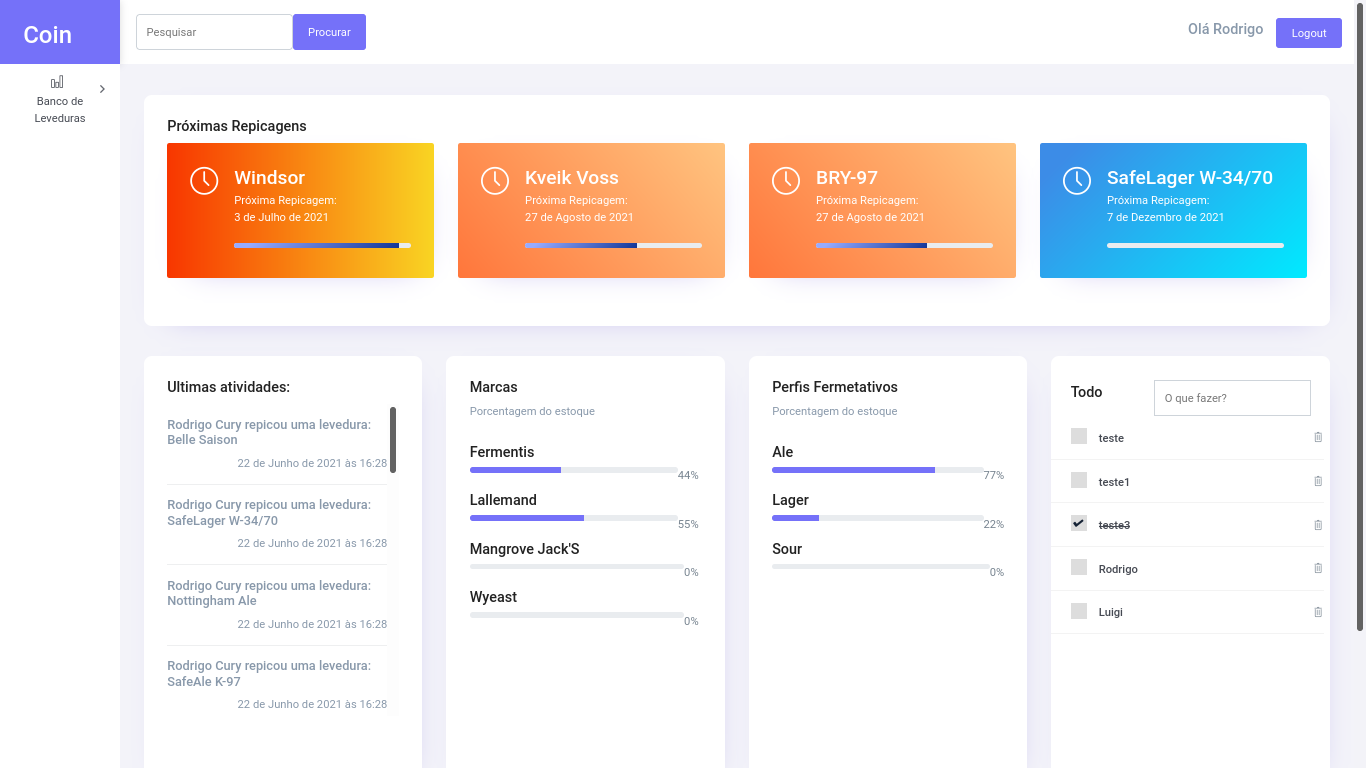 Coin
Pesquisar
Procurar
Olá Rodrigo
Logout
Banco de
Leveduras
Próximas Repicagens
Windsor
Próxima Repicagem:
3 de Julho de 2021
Kveik Voss
Próxima Repicagem:
27 de Agosto de 2021
BRY-97
Próxima Repicagem:
27 de Agosto de 2021
SafeLager W-34/70
Próxima Repicagem:
7 de Dezembro de 2021
Ultimas atividades:
Rodrigo Cury repicou uma levedura:
Belle Saison
22 de Junho de 2021 às 16:28
Rodrigo Cury repicou uma levedura:
SafeLager W-34/70
22 de Junho de 2021 às 16:28
Rodrigo Cury repicou uma levedura:
Nottingham Ale
22 de Junho de 2021 às 16:28
Rodrigo Cury repicou uma levedura:
SafeAle K-97
22 de Junho de 2021 às 16:28
Marcas
Porcentagem do estoque
Fermentis
44%
Lallemand
55%
Mangrove Jack'S
0%
Wyeast
0%
Perfis Fermetativos
Porcentagem do estoque
Ale
77%
Lager
22%
Sour
0%
Todo
O que fazer?
teste
teste1
teste3
Rodrigo
Luigi